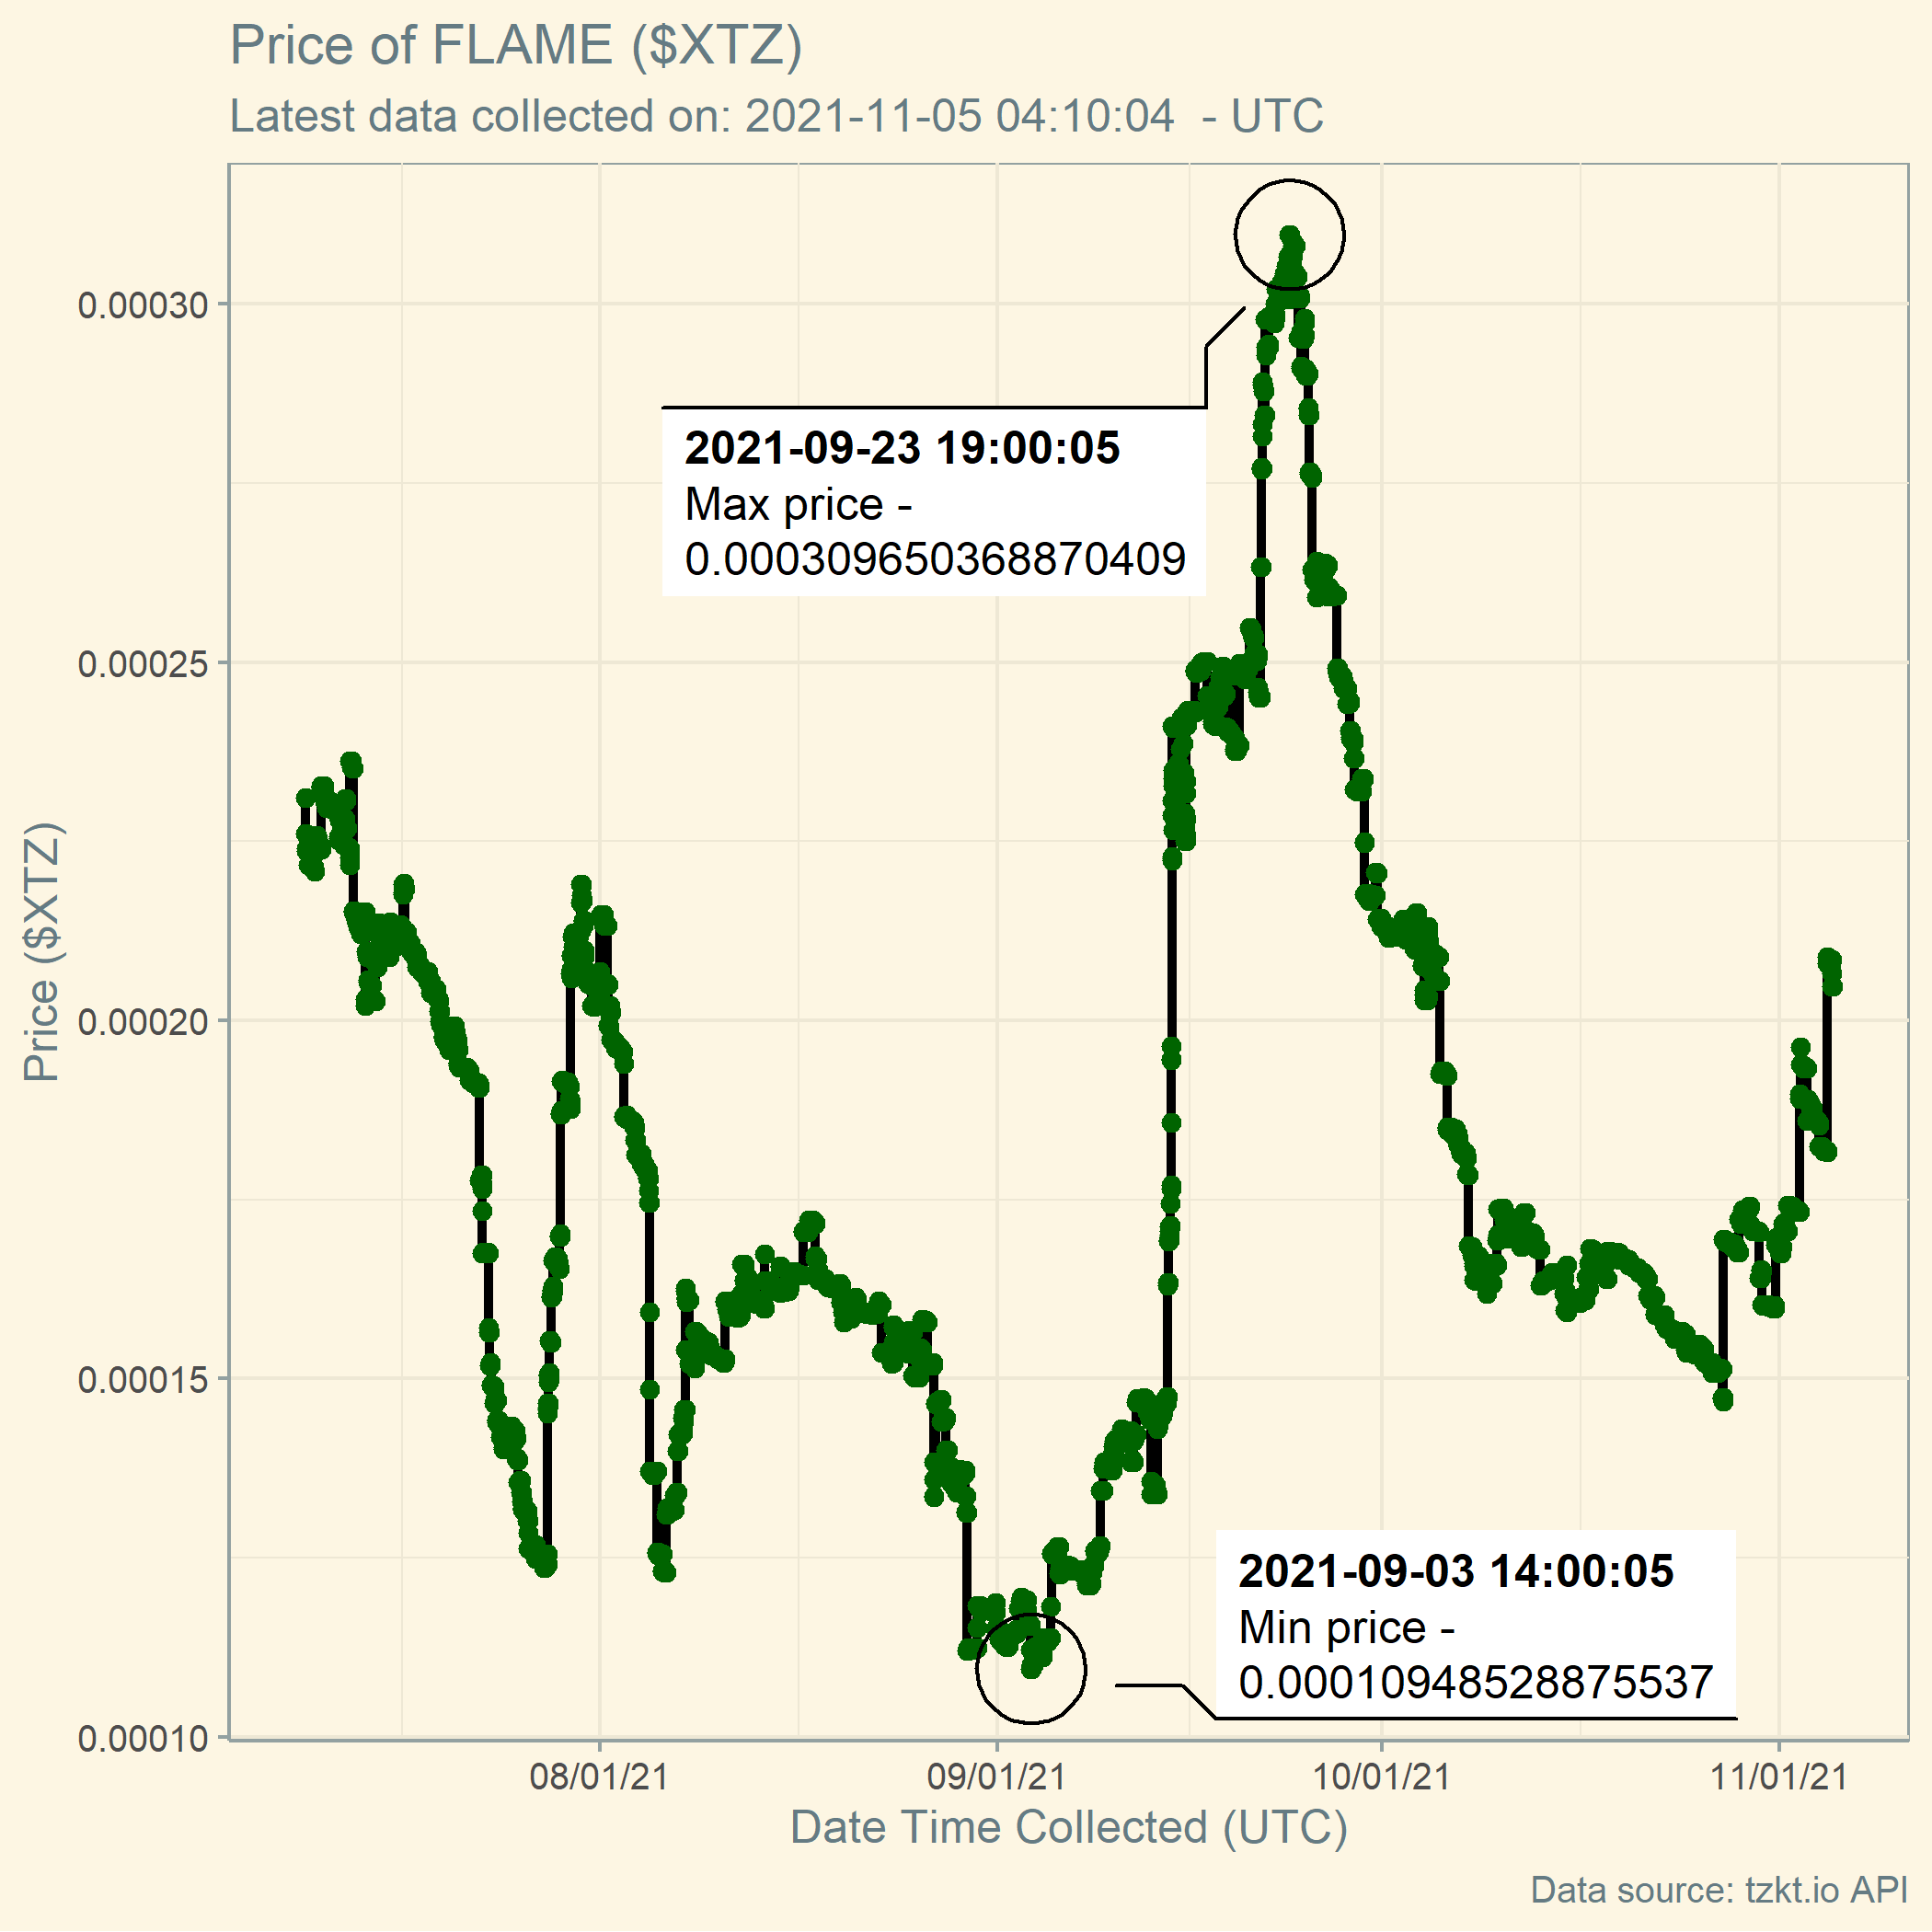 Price of FLAME ($XTZ)
Latest data collected on: 2021-11-05 04:10:04  - UTC
0.00030
2021-09-23 19:00:05
Max price -
0.000309650368870409
0.00025
Price ($XTZ)
0.00020
0.00015
2021-09-03 14:00:05
Min price -
0.00010948528875537
0.00010
08/01/21
09/01/21
10/01/21
11/01/21
Date Time Collected (UTC)
Data source: tzkt.io API